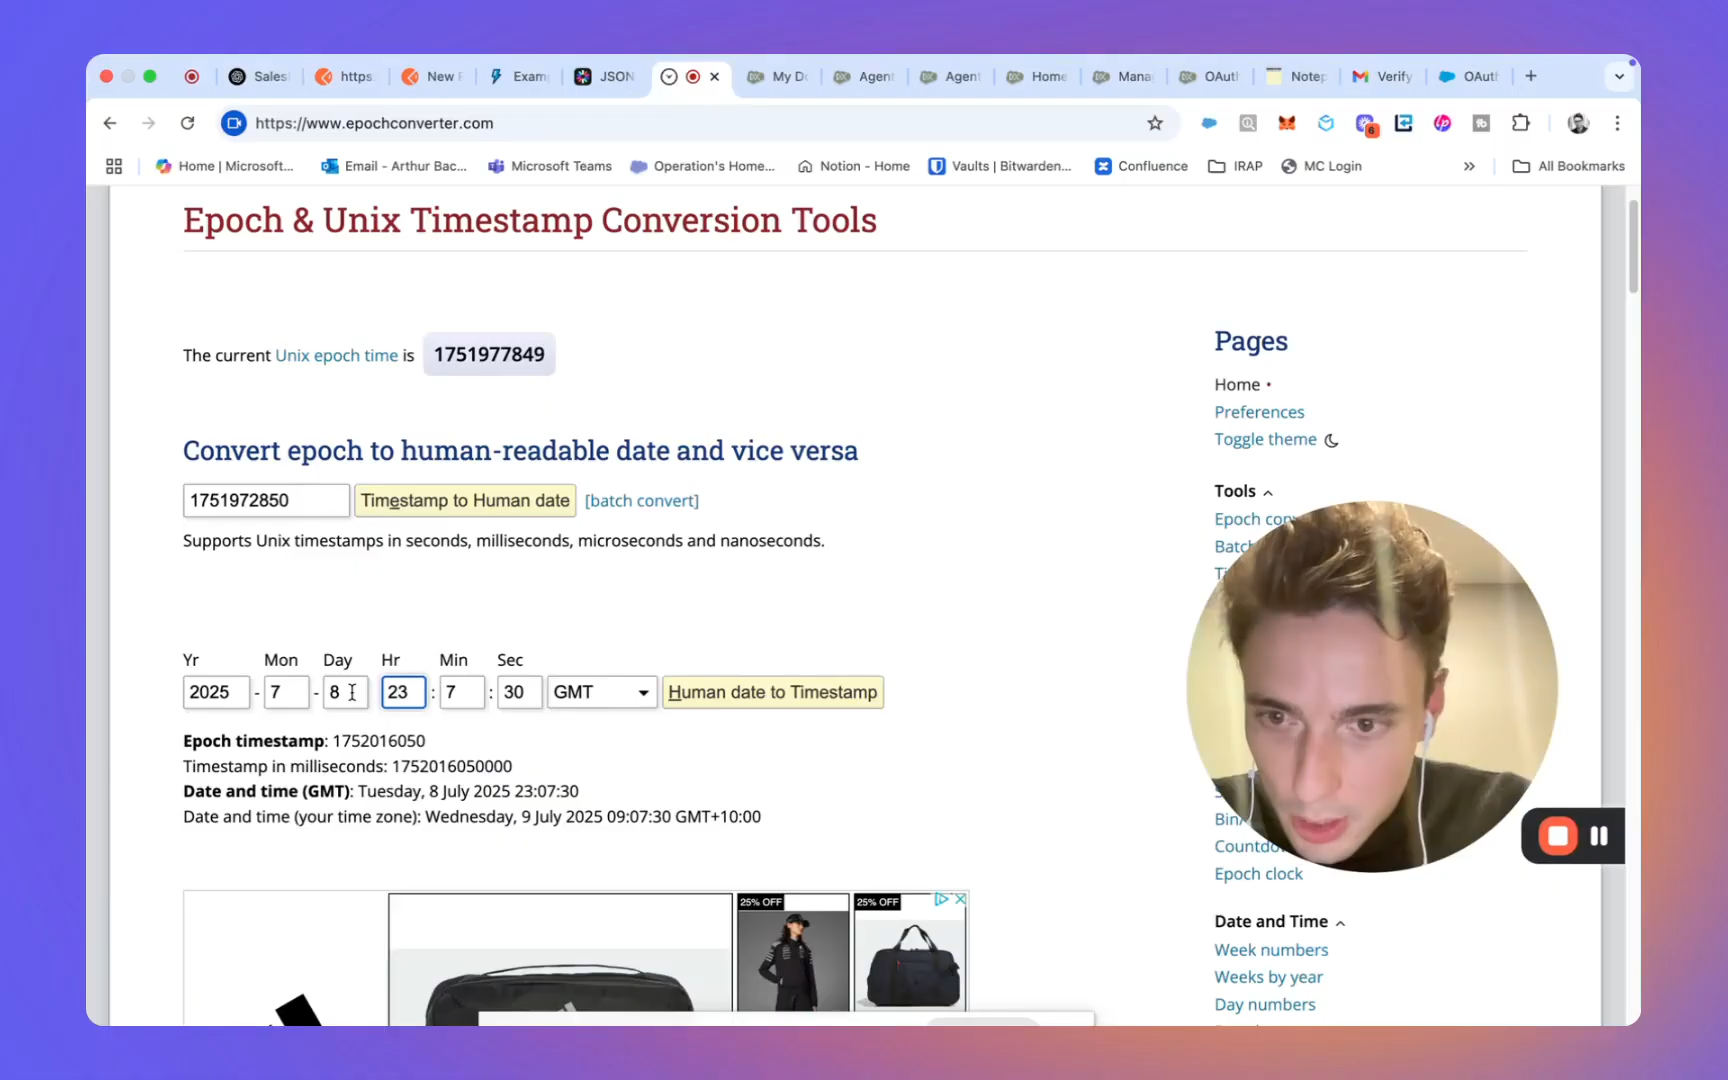 Sales
https:
New
Exam
JSON
My Do
Agent
Agent
Home
Mana
OAut
Notep
Verify
OAut
https://www.epochconverter.com
6
Home | Microsoft...
Email - Arthur Bac...
Microsoft Teams
Operation's Home...
Notion - Home
Vaults | Bitwarden...
Confluence
IRAP
MC Login
»
All Bookmarks
Epoch & Unix Timestamp Conversion Tools
The current Unix epoch time is 1751977849
Convert epoch to human-readable date and vice versa
1751972850 Timestamp to Human date [batch convert]
Supports Unix timestamps in seconds, milliseconds, microseconds and nanoseconds.
Yr Mon Day Hr Min Sec
2025 - 7 - 8 23 : 7 : 30 GMT Human date to Timestamp
Epoch timestamp: 1752016050
Timestamp in milliseconds: 1752016050000
Date and time (GMT): Tuesday, 8 July 2025 23:07:30
Date and time (your time zone): Wednesday, 9 July 2025 09:07:30 GMT+10:00
25% OFF
25% OFF
Pages
Home •
Preferences
Toggle theme
Tools
Epoch con
Batch
Countdo
Epoch clock
Date and Time
Week numbers
Weeks by year
Day numbers